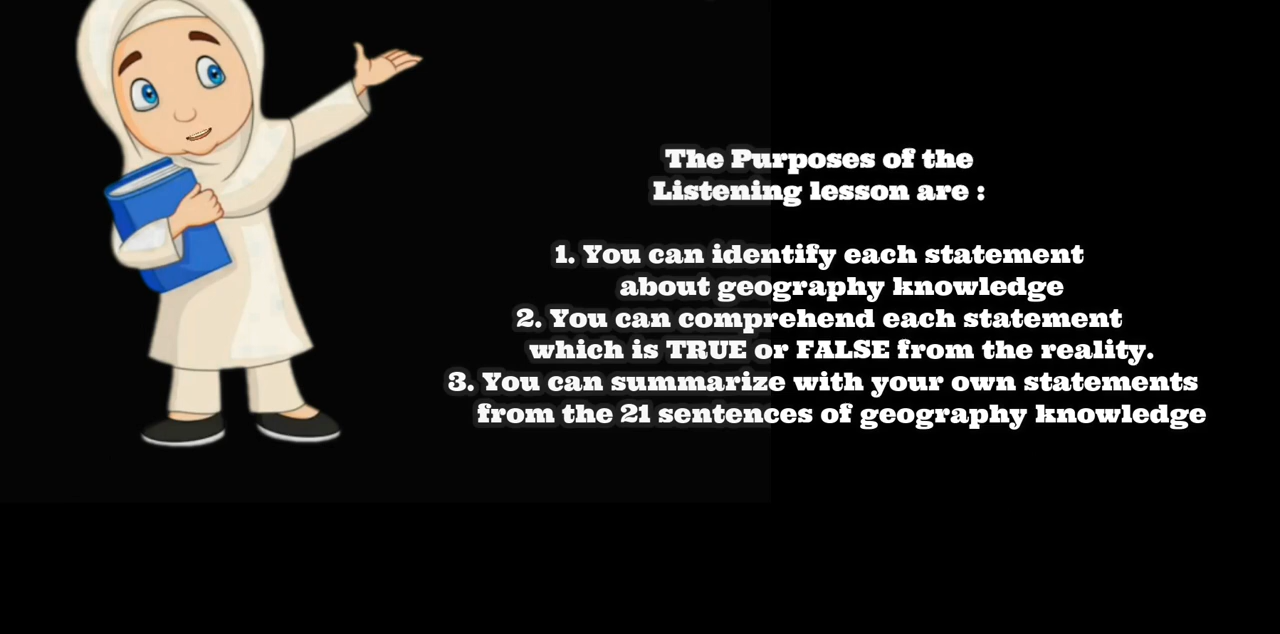 The Purposes of the
Listening lesson are :
1. You can identify each statement
about geography knowledge
2. You can comprehend each statement
which is TRUE or FALSE from the reality.
3. You can summarize with your own statements
from the 21 sentences of geography knowledge